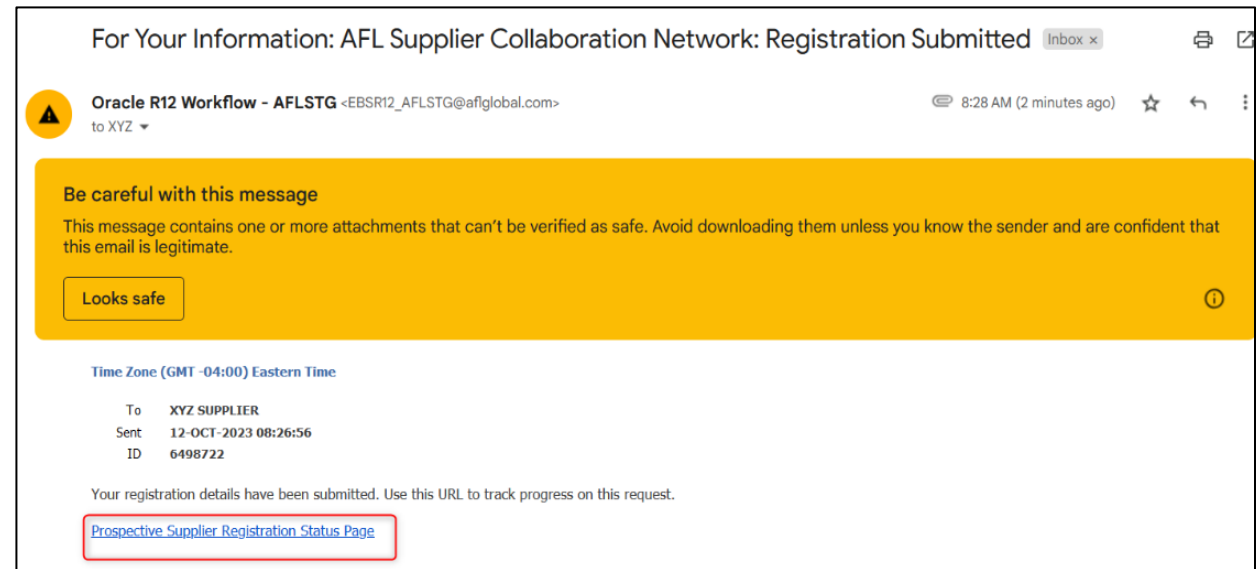 For Your Information: AFL Supplier Collaboration Network: Registration Submitted Inbox ×
Oracle R12 Workflow - AFLSTG <EBSR12_AFLSTG@aflglobal.com> 8:28 AM (2 minutes ago)
to XYZ
Be careful with this message
This message contains one or more attachments that can't be verified as safe. Avoid downloading them unless you know the sender and are confident that
this email is legitimate.
Looks safe
Time Zone (GMT -04:00) Eastern Time
To XYZ SUPPLIER
Sent 12-OCT-2023 08:26:56
ID 6498722
Your registration details have been submitted. Use this URL to track progress on this request.
Prospective Supplier Registration Status Page